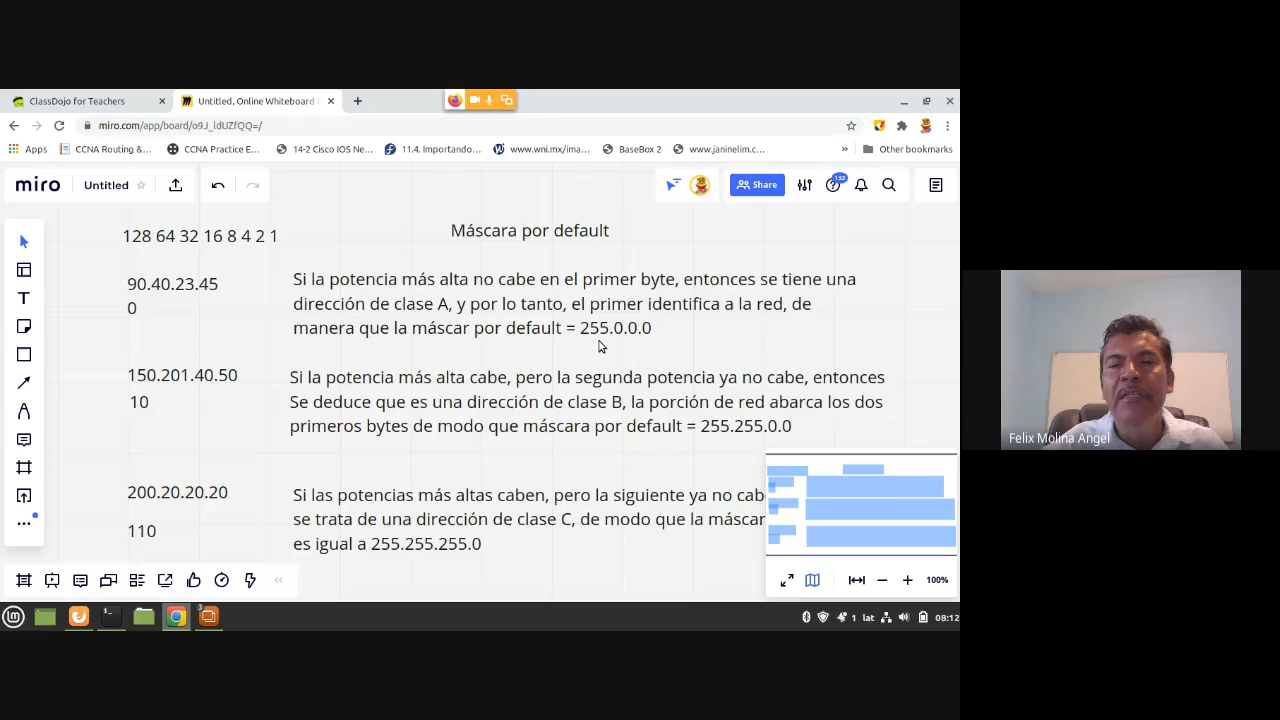 ClassDojo for Teachers
Untitled, Online Whiteboard
miro.com/app/board/o9J_ldUZfQQ=/
Apps
CCNA Routing &...
CCNA Practice E...
14-2 Cisco IOS Ne...
11.4. Importando...
www.wni.mx/ima...
BaseBox 2
www.janinelim.c...
»
Other bookmarks
miro
Untitled
Share
132
128 64 32 16 8 4 2 1
Máscara por default
90.40.23.45
0
Si la potencia más alta no cabe en el primer byte, entonces se tiene una
dirección de clase A, y por lo tanto, el primer identifica a la red, de
manera que la máscar por default = 255.0.0.0
150.201.40.50
10
Si la potencia más alta cabe, pero la segunda potencia ya no cabe, entonces
Se deduce que es una dirección de clase B, la porción de red abarca los dos
primeros bytes de modo que máscara por default = 255.255.0.0
200.20.20.20
110
Si las potencias más altas caben, pero la siguiente ya no cab
se trata de una dirección de clase C, de modo que la máscar
es igual a 255.255.255.0
Felix Molina Angel
100%
3
1 lat
08:12